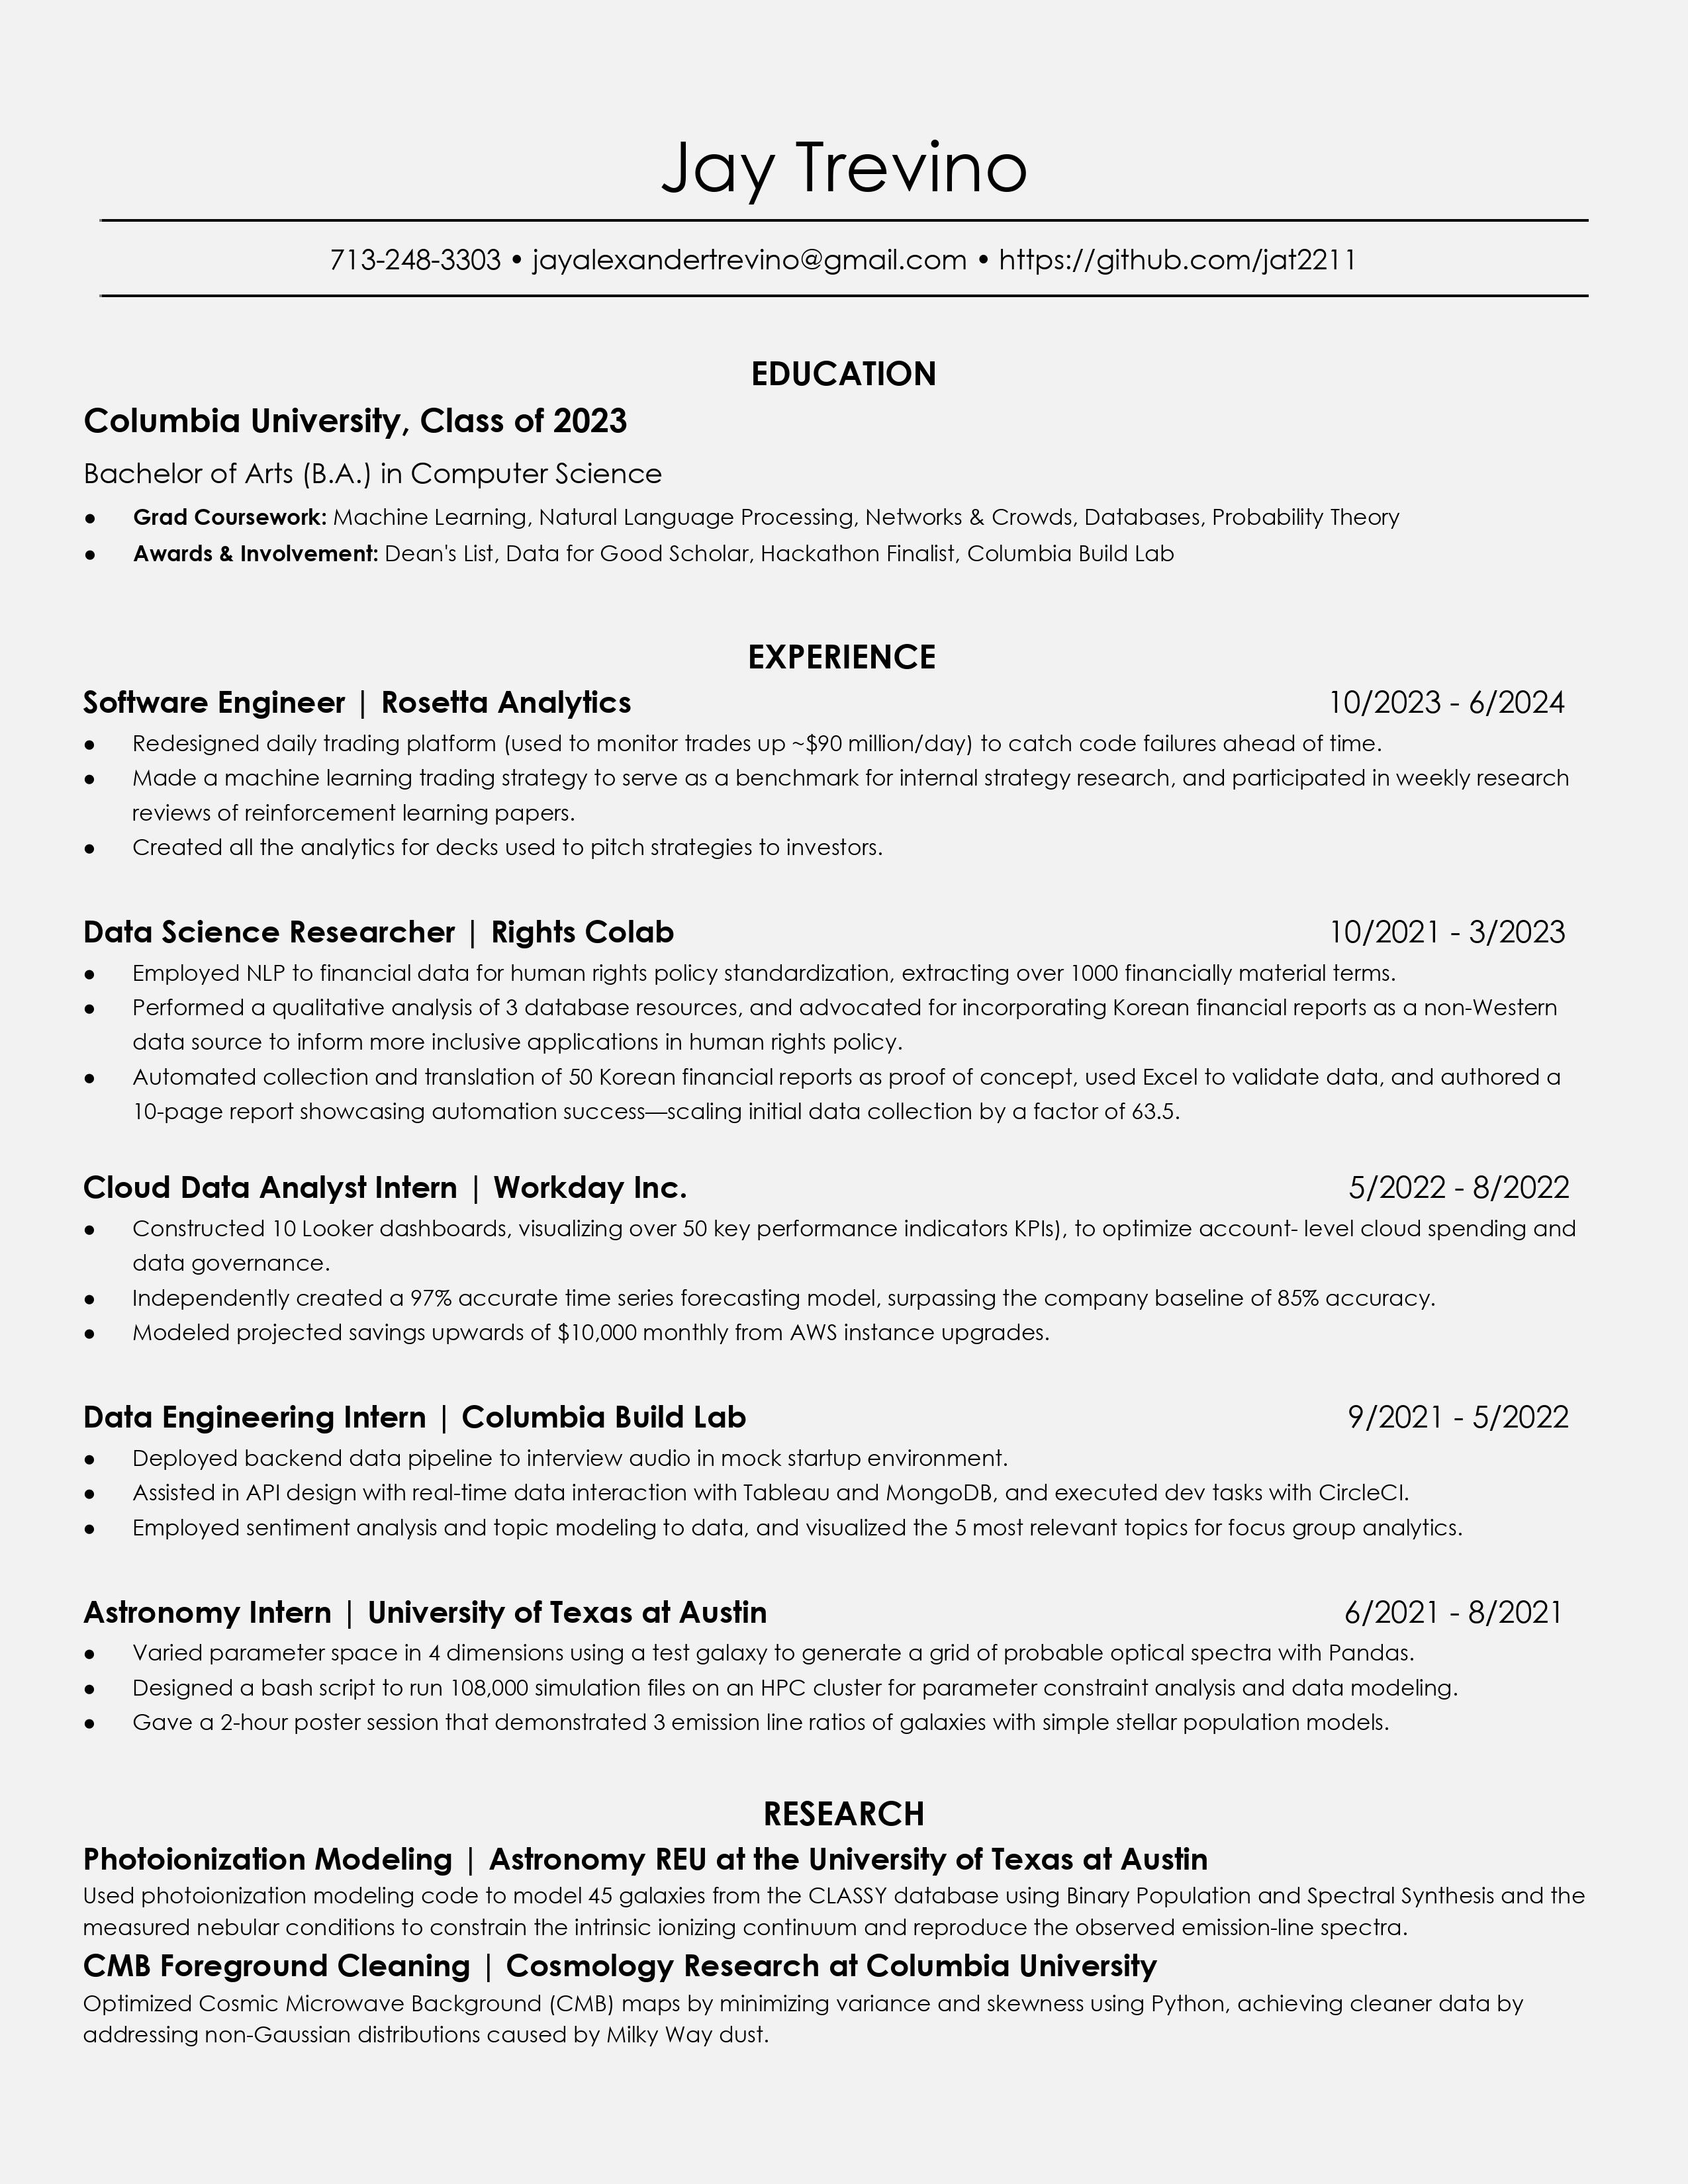 Jay Trevino
713-248-3303 • jayalexandertrevino@gmail.com • https://github.com/jat2211
EDUCATION
Columbia University, Class of 2023
Bachelor of Arts (B.A.) in Computer Science
● Grad Coursework: Machine Learning, Natural Language Processing, Networks & Crowds, Databases, Probability Theory
● Awards & Involvement: Dean's List, Data for Good Scholar, Hackathon Finalist, Columbia Build Lab
EXPERIENCE
Software Engineer | Rosetta Analytics 10/2023 - 6/2024
● Redesigned daily trading platform (used to monitor trades up ~$90 million/day) to catch code failures ahead of time.
● Made a machine learning trading strategy to serve as a benchmark for internal strategy research, and participated in weekly research
reviews of reinforcement learning papers.
● Created all the analytics for decks used to pitch strategies to investors.
Data Science Researcher | Rights Colab 10/2021 - 3/2023
● Employed NLP to financial data for human rights policy standardization, extracting over 1000 financially material terms.
● Performed a qualitative analysis of 3 database resources, and advocated for incorporating Korean financial reports as a non-Western
data source to inform more inclusive applications in human rights policy.
● Automated collection and translation of 50 Korean financial reports as proof of concept, used Excel to validate data, and authored a
10-page report showcasing automation success—scaling initial data collection by a factor of 63.5.
Cloud Data Analyst Intern | Workday Inc. 5/2022 - 8/2022
● Constructed 10 Looker dashboards, visualizing over 50 key performance indicators KPIs), to optimize account- level cloud spending and
data governance.
● Independently created a 97% accurate time series forecasting model, surpassing the company baseline of 85% accuracy.
● Modeled projected savings upwards of $10,000 monthly from AWS instance upgrades.
Data Engineering Intern | Columbia Build Lab 9/2021 - 5/2022
● Deployed backend data pipeline to interview audio in mock startup environment.
● Assisted in API design with real-time data interaction with Tableau and MongoDB, and executed dev tasks with CircleCI.
● Employed sentiment analysis and topic modeling to data, and visualized the 5 most relevant topics for focus group analytics.
Astronomy Intern | University of Texas at Austin 6/2021 - 8/2021
● Varied parameter space in 4 dimensions using a test galaxy to generate a grid of probable optical spectra with Pandas.
● Designed a bash script to run 108,000 simulation files on an HPC cluster for parameter constraint analysis and data modeling.
● Gave a 2-hour poster session that demonstrated 3 emission line ratios of galaxies with simple stellar population models.
RESEARCH
Photoionization Modeling | Astronomy REU at the University of Texas at Austin
Used photoionization modeling code to model 45 galaxies from the CLASSY database using Binary Population and Spectral Synthesis and the
measured nebular conditions to constrain the intrinsic ionizing continuum and reproduce the observed emission-line spectra.
CMB Foreground Cleaning | Cosmology Research at Columbia University
Optimized Cosmic Microwave Background (CMB) maps by minimizing variance and skewness using Python, achieving cleaner data by
addressing non-Gaussian distributions caused by Milky Way dust.